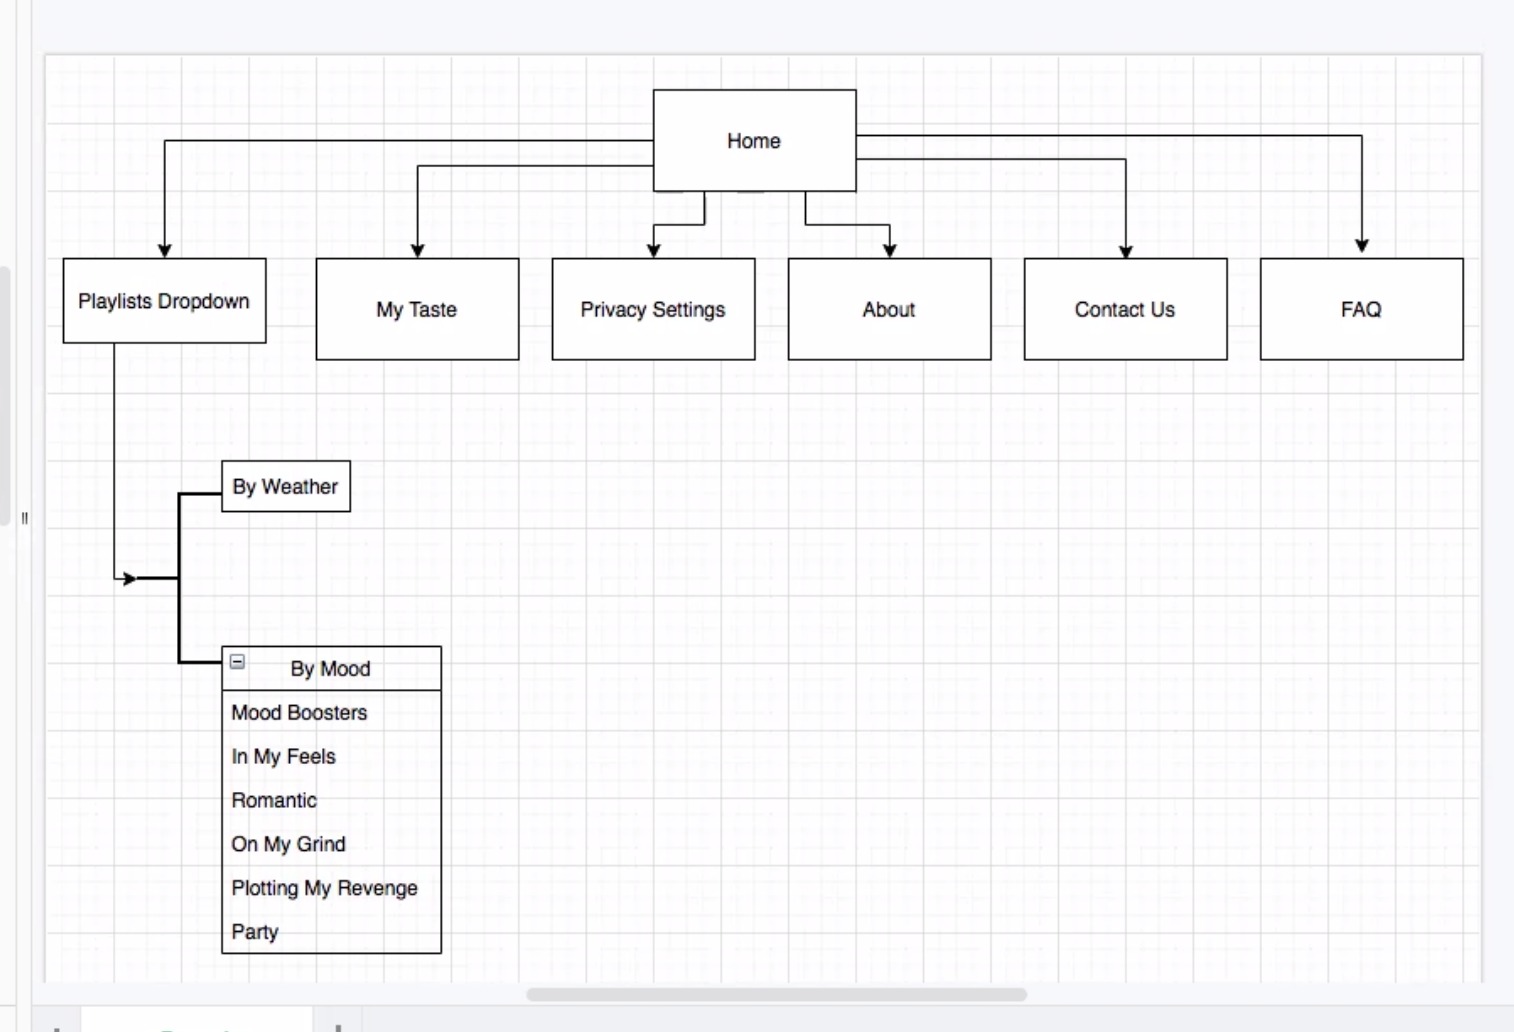 Home
Playlists Dropdown
My Taste
Privacy Settings
About
Contact Us
FAQ
By Weather
By Mood
Mood Boosters
In My Feels
Romantic
On My Grind
Plotting My Revenge
Party